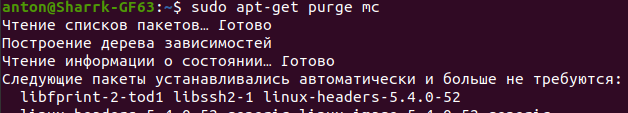 anton@Sharrk-GF63:~$ sudo apt-get purge mc
Чтение списков пакетов… Готово
Построение дерева зависимостей
Чтение информации о состоянии… Готово
Следующие пакеты устанавливались автоматически и больше не требуются:
libfprint-2-tod1 libssh2-1 linux-headers-5.4.0-52